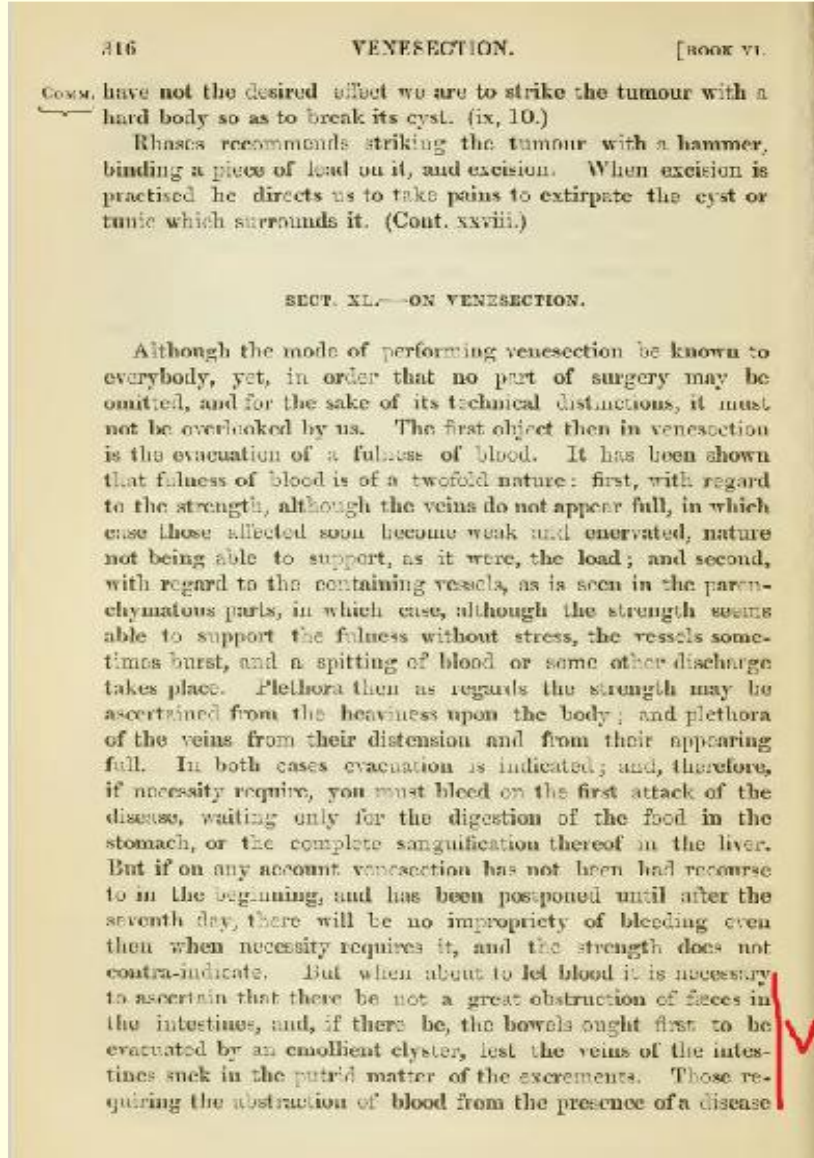 316 VENESECTION. [BOOK VI.
COMM. have not the desired effect we are to strike the tumour with a
hard body so as to break its cyst. (ix, 10.)
Rhases recommends striking the tumour with a hammer,
binding a piece of lead on it, and excision. When excision is
practised he directs us to take pains to extirpate the cyst or
tunic which surrounds it. (Cont. xxviii.)
SECT. XL.—ON VENESECTION.
Although the mode of performing venesection be known to
everybody, yet, in order that no part of surgery may be
omitted, and for the sake of its technical distinctions, it must
not be overlooked by us. The first object then in venesection
is the evacuation of a fulness of blood. It has been shown
that fulness of blood is of a twofold nature: first, with regard
to the strength, although the veins do not appear full, in which
case those affected soon become weak and enervated, nature
not being able to support, as it were, the load; and second,
with regard to the containing vessels, as is seen in the paren-
chymatous parts, in which case, although the strength seems
able to support the fulness without stress, the vessels some-
times burst, and a spitting of blood or some other discharge
takes place. Plethora then as regards the strength may be
ascertained from the heaviness upon the body; and plethora
of the veins from their distension and from their appearing
full. In both cases evacuation is indicated; and, therefore,
if necessity require, you must bleed on the first attack of the
disease, waiting only for the digestion of the food in the
stomach, or the complete sanguification thereof in the liver.
But if on any account venesection has not been had recourse
to in the beginning, and has been postponed until after the
seventh day, there will be no impropriety of bleeding even
then when necessity requires it, and the strength does not
contra-indicate. But when about to let blood it is necessary
to ascertain that there be not a great obstruction of fæces in
the intestines, and, if there be, the bowels ought first to be
evacuated by an emollient clyster, lest the veins of the intes-
tines suck in the putrid matter of the excrements. Those re-
quiring the abstraction of blood from the presence of a disease